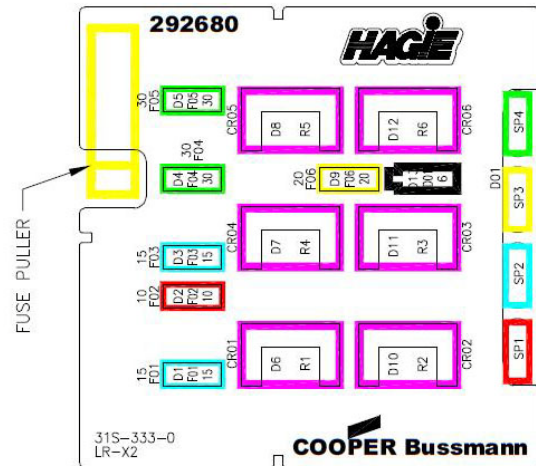 292680
HAGIE
30
F05
D5
F05
30
CR05
D8
R5
D12
R6
CR06
SP4
30
F04
D4
F04
30
20
F06
D9
F06
20
D13
D01
6
D01
SP3
FUSE PULLER
15
F03
D3
F03
15
CR04
D7
R4
D11
R3
CR03
SP2
10
F02
D2
F02
10
15
F01
D1
F01
15
CR01
D6
R1
D10
R2
CR02
SP1
31S-333-0
LR-X2
COOPER Bussmann